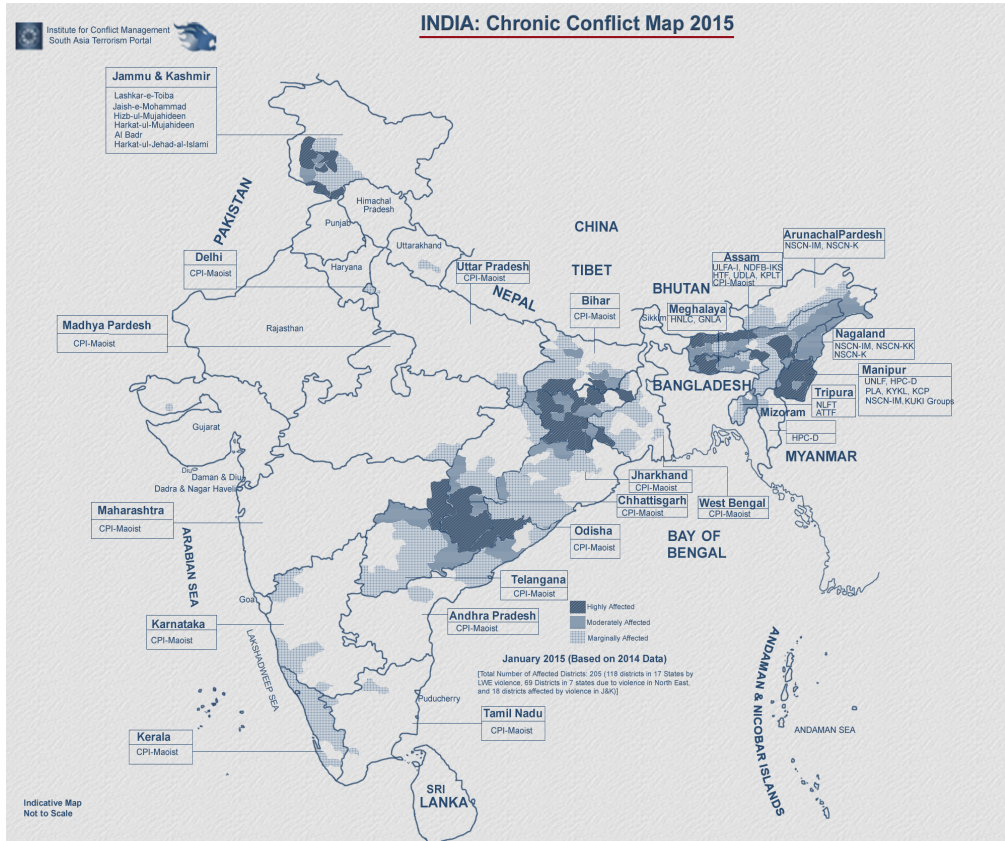 INDIA: Chronic Conflict Map 2015
Institute for Conflict Management
South Asia Terrorism Portal
Jammu & Kashmir
Lashkar-e-Toiba
Jaish-e-Mohammad
Hizb-ul-Mujahideen
Harkat-ul-Mujahideen
Al Badr
Harkat-ul-Jehad-al-Islami
PAKISTAN
Himachal
Pradesh
Punjab
Uttarakhand
Haryana
Delhi
CPI-Maoist
Uttar Pradesh
CPI-Maoist
CHINA
TIBET
NEPAL
BHUTAN
ArunachalPardesh
NSCN-IM, NSCN-K
Assam
ULFA-I, NDFB-IKS
HTF, UDLA, KPLT
CPI-Maoist
Bihar
CPI-Maoist
Sikkim
Meghalaya
HNLC, GNLA
Madhya Pardesh
CPI-Maoist
Rajasthan
Nagaland
NSCN-IM, NSCN-KK
NSCN-K
Manipur
UNLF, HPC-D
PLA, KYKL, KCP
NSCN-IM.KUKI Groups
BANGLADESH
Tripura
NLFT
ATTF
Mizoram
HPC-D
MYANMAR
Gujarat
Diu
Daman & Diu
Dadra & Nagar Haveli
Jharkhand
CPI-Maoist
Chhattisgarh
CPI-Maoist
West Bengal
CPI-Maoist
Maharashtra
CPI-Maoist
ARABIAN SEA
Odisha
CPI-Maoist
BAY OF
BENGAL
Telangana
CPI-Maoist
Goa
Andhra Pradesh
CPI-Maoist
Highly Affected
Moderately Affected
Marginally Affected
Karnataka
CPI-Maoist
LAKSHADWEEP SEA
January 2015 (Based on 2014 Data)
[Total Number of Affected Districts: 205 (118 districts in 17 States by
LWE violence, 69 Districts in 7 states due to violence in North East,
and 18 districts affected by violence in J&K)]
Puducherry
Tamil Nadu
CPI-Maoist
Kerala
CPI-Maoist
ANDAMAN & NICOBAR ISLANDS
ANDAMAN SEA
SRI
LANKA
Indicative Map
Not to Scale